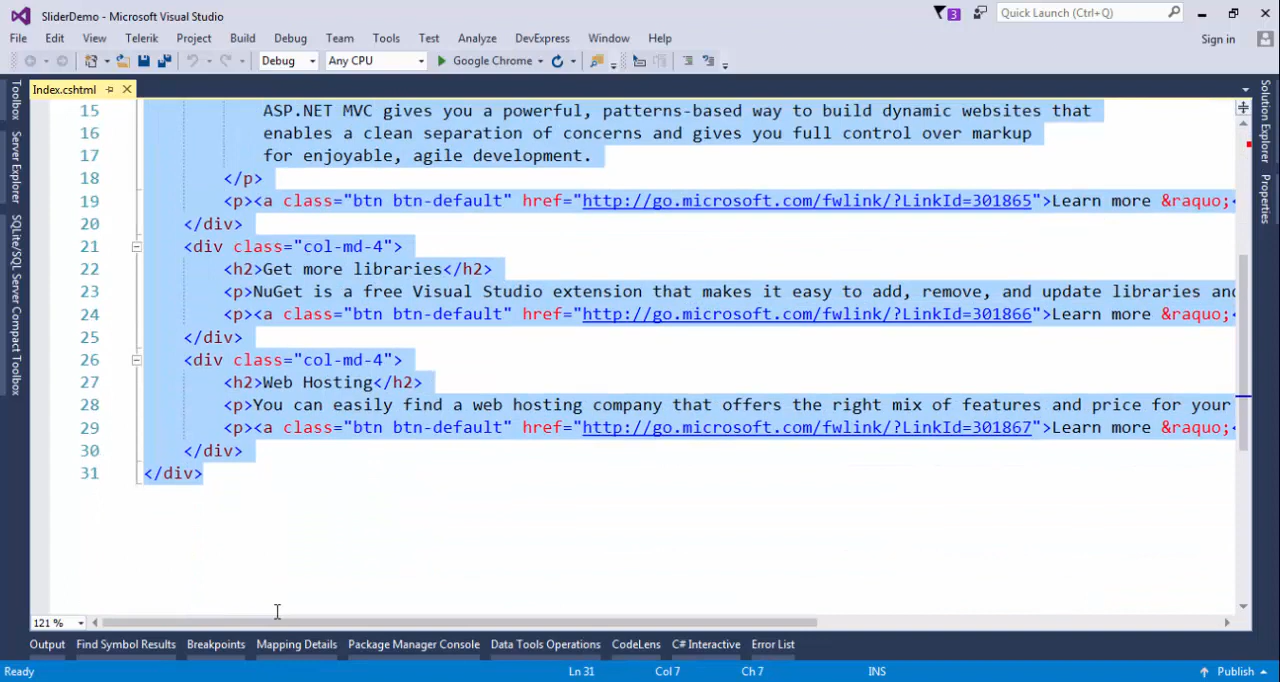 SliderDemo - Microsoft Visual Studio
3
Quick Launch (Ctrl+Q)
File Edit View Telerik Project Build Debug Team Tools Test Analyze DevExpress Window Help
Sign in
Debug Any CPU Google Chrome
Index.cshtml
Toolbox
Server Explorer
SQLite/SQL Server Compact Toolbox
Solution Explorer
Properties
15 ASP.NET MVC gives you a powerful, patterns-based way to build dynamic websites that
16 enables a clean separation of concerns and gives you full control over markup
17 for enjoyable, agile development.
18 </p>
19 <p><a class="btn btn-default" href="http://go.microsoft.com/fwlink/?LinkId=301865">Learn more &raquo;<
20 </div>
21 <div class="col-md-4">
22 <h2>Get more libraries</h2>
23 <p>NuGet is a free Visual Studio extension that makes it easy to add, remove, and update libraries and
24 <p><a class="btn btn-default" href="http://go.microsoft.com/fwlink/?LinkId=301866">Learn more &raquo;<
25 </div>
26 <div class="col-md-4">
27 <h2>Web Hosting</h2>
28 <p>You can easily find a web hosting company that offers the right mix of features and price for your
29 <p><a class="btn btn-default" href="http://go.microsoft.com/fwlink/?LinkId=301867">Learn more &raquo;<
30 </div>
31 </div>
121 %
Output Find Symbol Results Breakpoints Mapping Details Package Manager Console Data Tools Operations CodeLens C# Interactive Error List
Ready Ln 31 Col 7 Ch 7 INS Publish